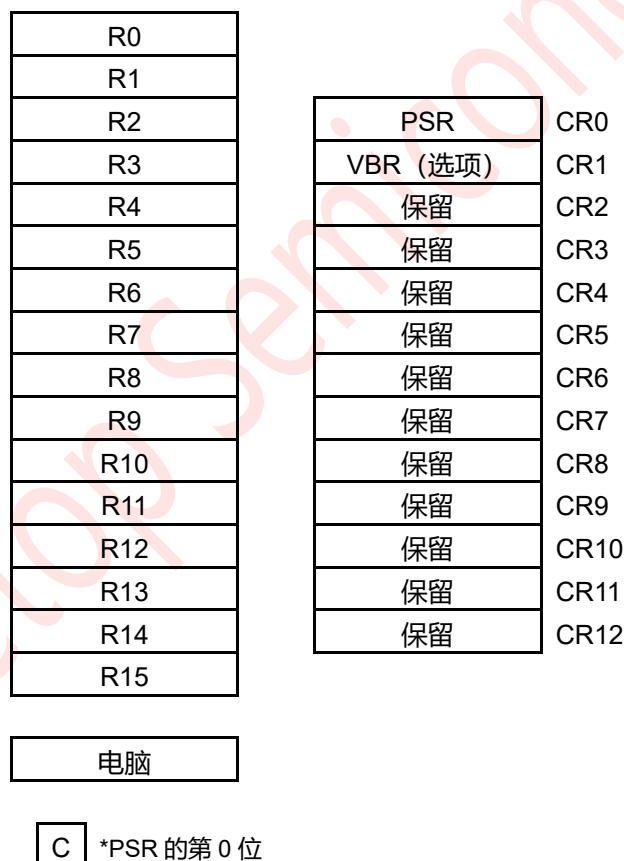 R0
R1
R2
R3
R4
R5
R6
R7
R8
R9
R10
R11
R12
R13
R14
R15
电脑
C *PSR 的第 0 位
PSR CR0
VBR（选项） CR1
保留 CR2
保留 CR3
保留 CR4
保留 CR5
保留 CR6
保留 CR7
保留 CR8
保留 CR9
保留 CR10
保留 CR11
保留 CR12